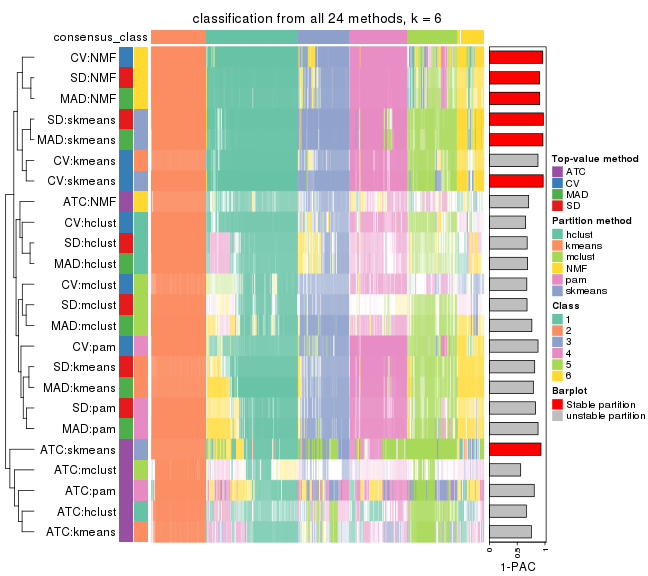 classification from all 24 methods, k = 6
consensus_class
CV:NMF
SD:NMF
MAD:NMF
SD:skmeans
MAD:skmeans
CV:kmeans
CV:skmeans
ATC:NMF
CV:hclust
SD:hclust
MAD:hclust
CV:mclust
SD:mclust
MAD:mclust
CV:pam
SD:kmeans
MAD:kmeans
SD:pam
MAD:pam
ATC:skmeans
ATC:mclust
ATC:pam
ATC:hclust
ATC:kmeans
0
0.5
1
1-PAC
Top-value method
ATC
CV
MAD
SD
Partition method
hclust
kmeans
mclust
NMF
pam
skmeans
Class
1
2
3
4
5
6
Barplot
Stable partition
unstable partition